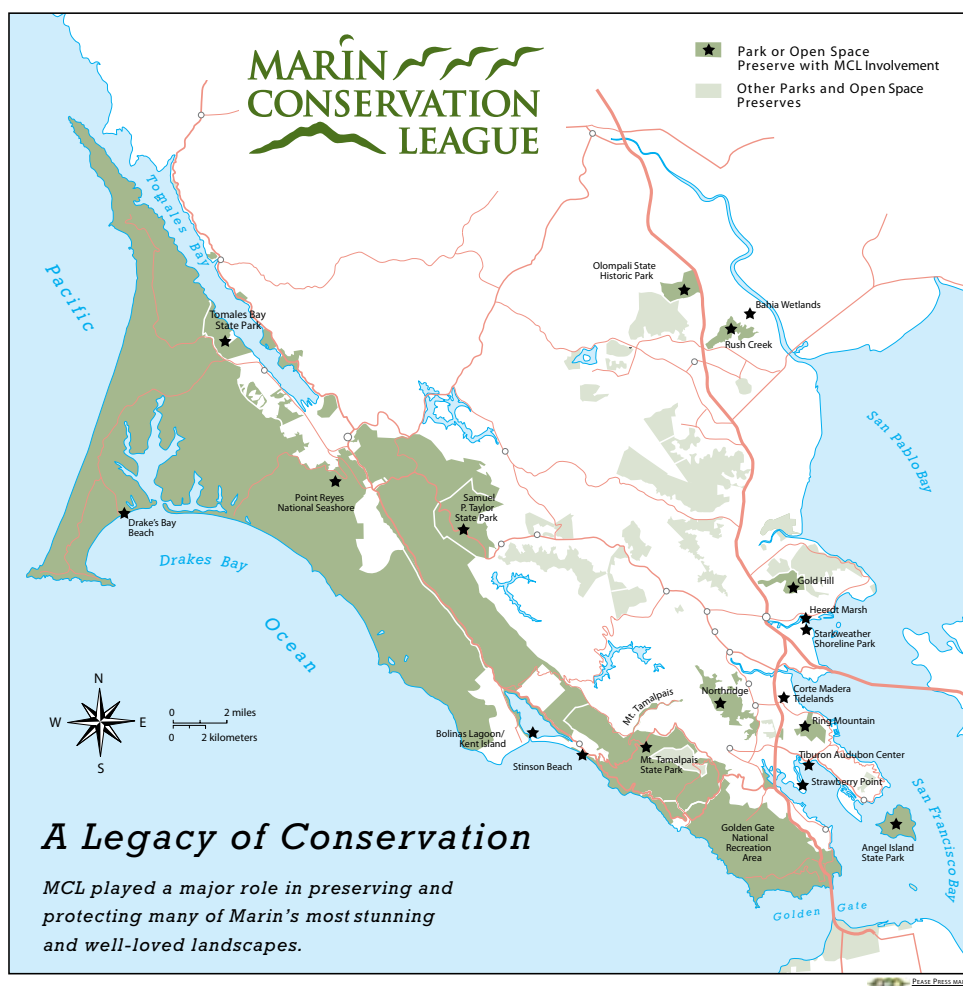 MARIN
CONSERVATION
LEAGUE
Park or Open Space
Preserve with MCL Involvement
Other Parks and Open Space
Preserves
Tomales Bay
Pacific
Olompali State
Historic Park
Bahia Wetlands
Rush Creek
Tomales Bay
State Park
San Pablo Bay
Point Reyes
National Seashore
Samuel
P. Taylor
State Park
Drake's Bay
Beach
Drakes Bay
Ocean
Gold Hill
Heerdt Marsh
Starkweather
Shoreline Park
N
W
E
S
0
2 miles
0
2 kilometers
Mt. Tamalpais
Northridge
Corte Madera
Tidelands
Ring Mountain
Bolinas Lagoon/
Kent Island
Stinson Beach
Mt. Tamalpais
State Park
Tiburon Audubon Center
Strawberry Point
San Francisco Bay
Golden Gate
National
Recreation
Area
Angel Island
State Park
Golden Gate
A Legacy of Conservation
MCL played a major role in preserving and
protecting many of Marin's most stunning
and well-loved landscapes.
PEASE PRESS MAP